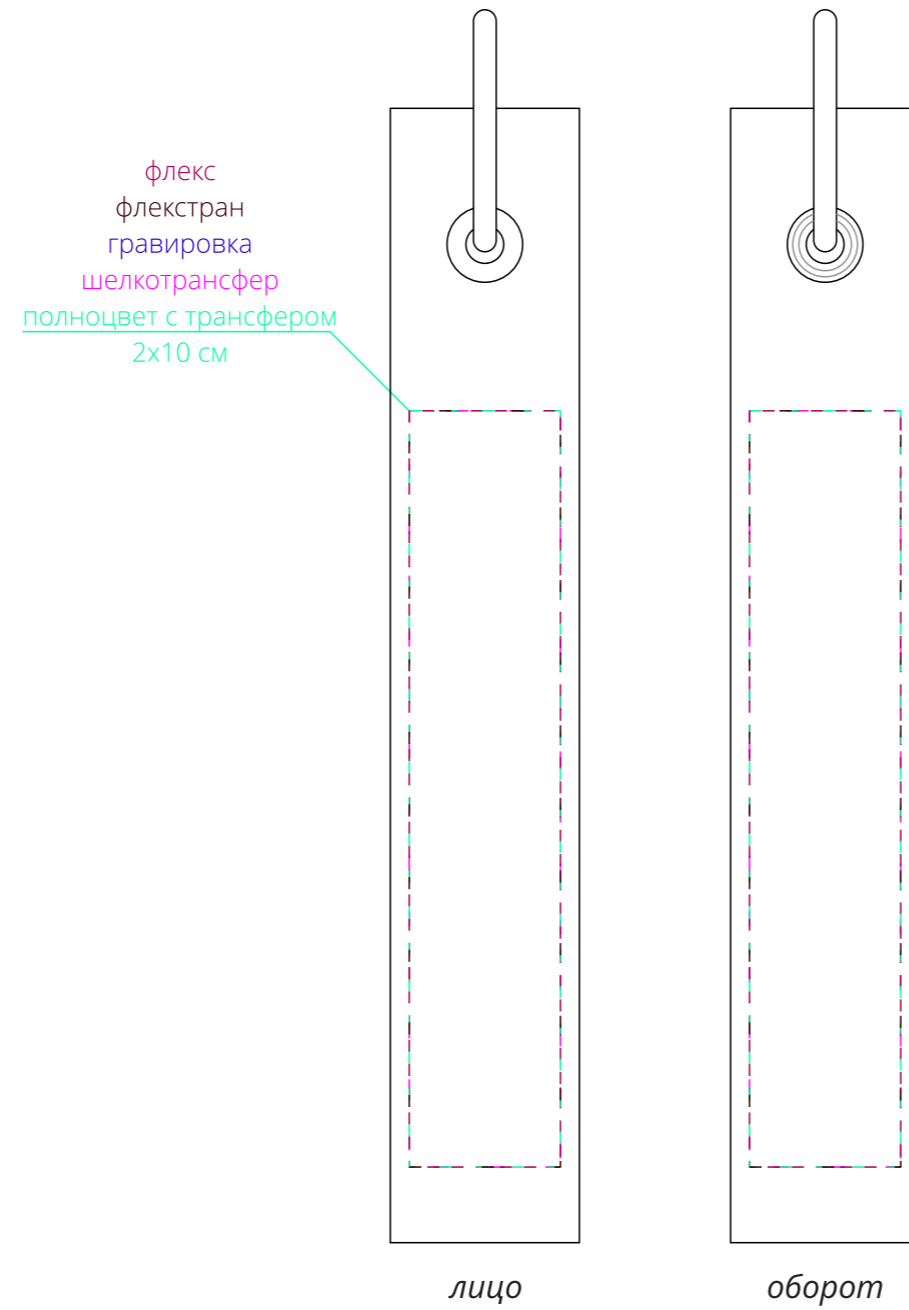 флекс
флекстран
гравировка
шелкотрансфер
полноцвет с трансфером
2х10 см
лицо
оборот